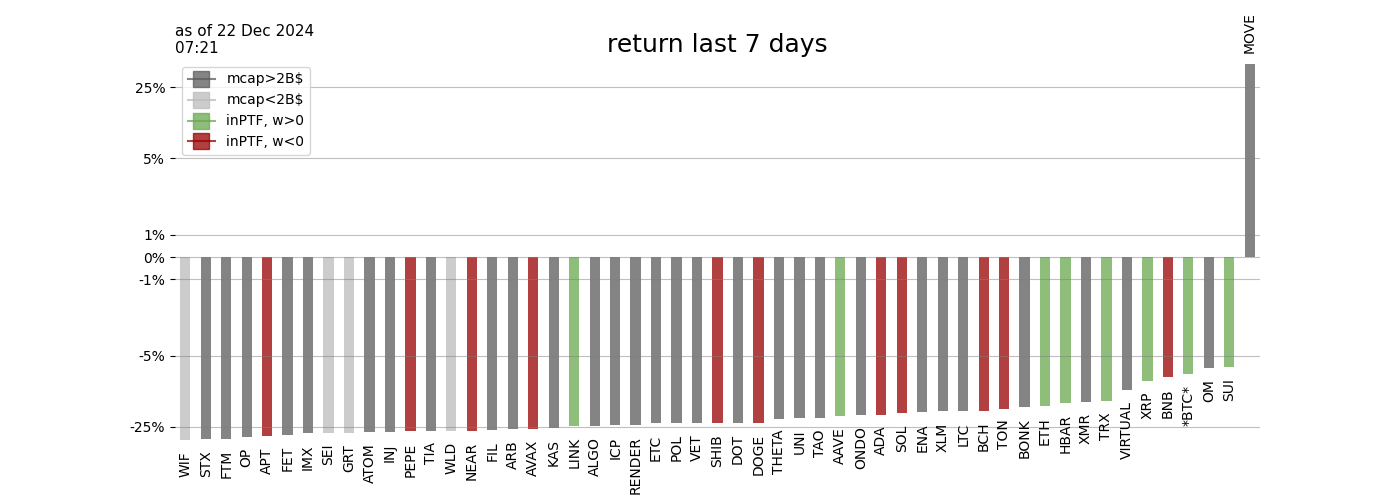 as of 22 Dec 2024
07:21
return last 7 days
mcap>2B$
mcap<2B$
inPTF, w>0
inPTF, w<0
25%
5%
1%
0%
-1%
-5%
-25%
WIF
STX
FTM
OP
APT
FET
IMX
SEI
GRT
ATOM
INJ
PEPE
TIA
WLD
NEAR
FIL
ARB
AVAX
KAS
LINK
ALGO
ICP
RENDER
ETC
POL
VET
SHIB
DOT
DOGE
THETA
UNI
TAO
AAVE
ONDO
ADA
SOL
ENA
XLM
LTC
BCH
TON
BONK
ETH
HBAR
XMR
TRX
VIRTUAL
XRP
BNB
*BTC*
OM
SUI
MOVE